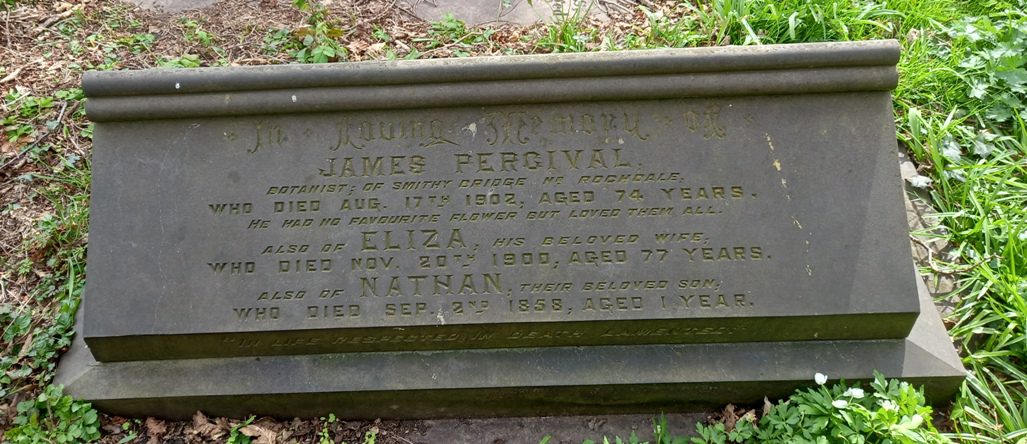 In Loving Memory of
JAMES PERCIVAL.
BOTANIST; OF SMITHY BRIDGE NR ROCHDALE,
WHO DIED AUG. 17TH 1902, AGED 74 YEARS.
HE HAD NO FAVOURITE FLOWER BUT LOVED THEM ALL.
ALSO OF ELIZA, HIS BELOVED WIFE,
WHO DIED NOV. 20TH 1900, AGED 77 YEARS.
ALSO OF NATHAN, THEIR BELOVED SON,
WHO DIED SEP. 2ND 1858, AGED 1 YEAR.
"IN LIFE RESPECTED, IN DEATH LAMENTED."